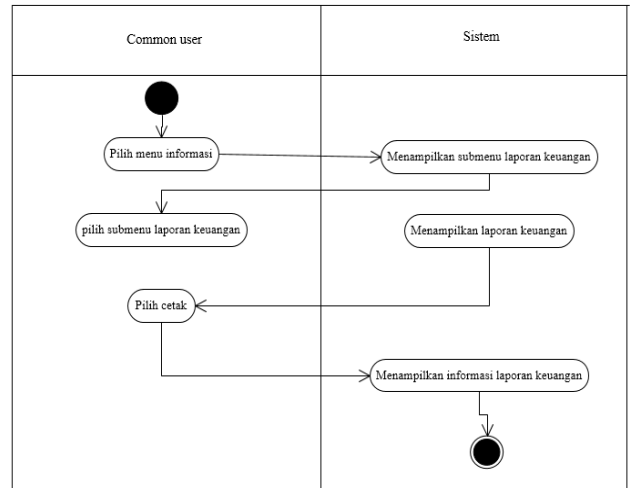 Common user
Sistem
Pilih menu informasi
Menampilkan submenu laporan keuangan
pilih submenu laporan keuangan
Menampilkan laporan keuangan
Pilih cetak
Menampilkan informasi laporan keuangan